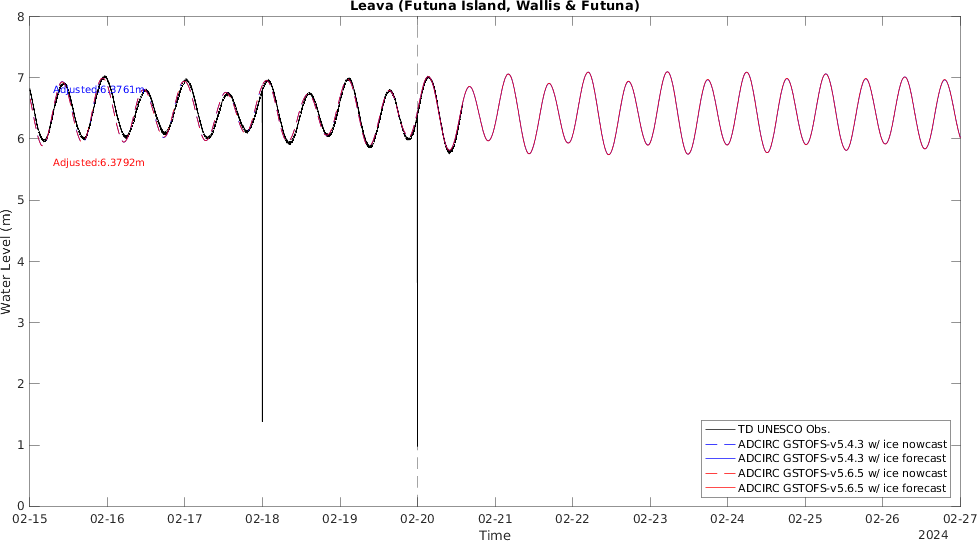 Leava (Futuna Island, Wallis & Futuna)
8
7
6
5
4
3
2
1
0
Water Level (m)
Adjusted:6.3761m
Adjusted:6.3792m
TD UNESCO Obs.
ADCIRC GSTOFS-v5.4.3 w/ ice nowcast
ADCIRC GSTOFS-v5.4.3 w/ ice forecast
ADCIRC GSTOFS-v5.6.5 w/ ice nowcast
ADCIRC GSTOFS-v5.6.5 w/ ice forecast
02-15 02-16 02-17 02-18 02-19 02-20 02-21 02-22 02-23 02-24 02-25 02-26 02-27
Time
2024